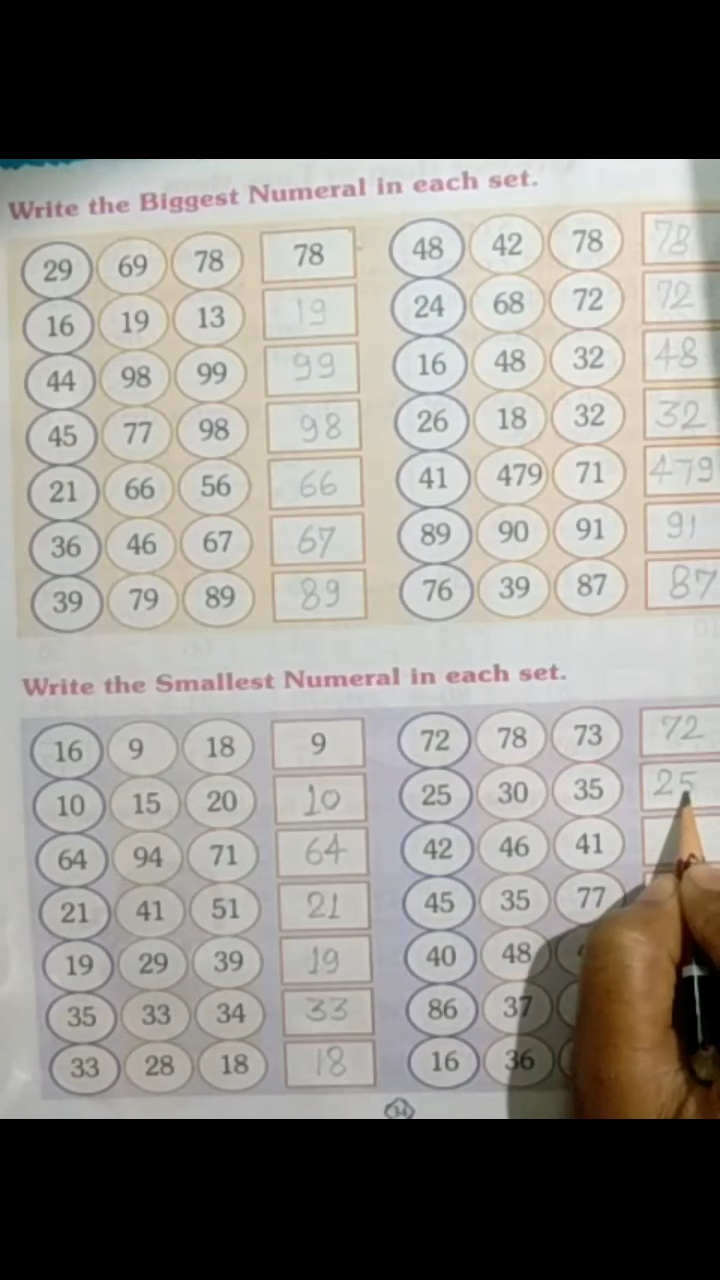 Write the Biggest Numeral in each set.
29 69 78 78 48 42 78 78
16 19 13 19 24 68 72 72
44 98 99 99 16 48 32 48
45 77 98 98 26 18 32 32
21 66 56 66 41 479 71 479
36 46 67 67 89 90 91 91
39 79 89 89 76 39 87 87
Write the Smallest Numeral in each set.
16 9 18 9 72 78 73 72
10 15 20 10 25 30 35 25
64 94 71 64 42 46 41
21 41 51 21 45 35 77
19 29 39 19 40 48
35 33 34 33 86 37
33 28 18 18 16 36